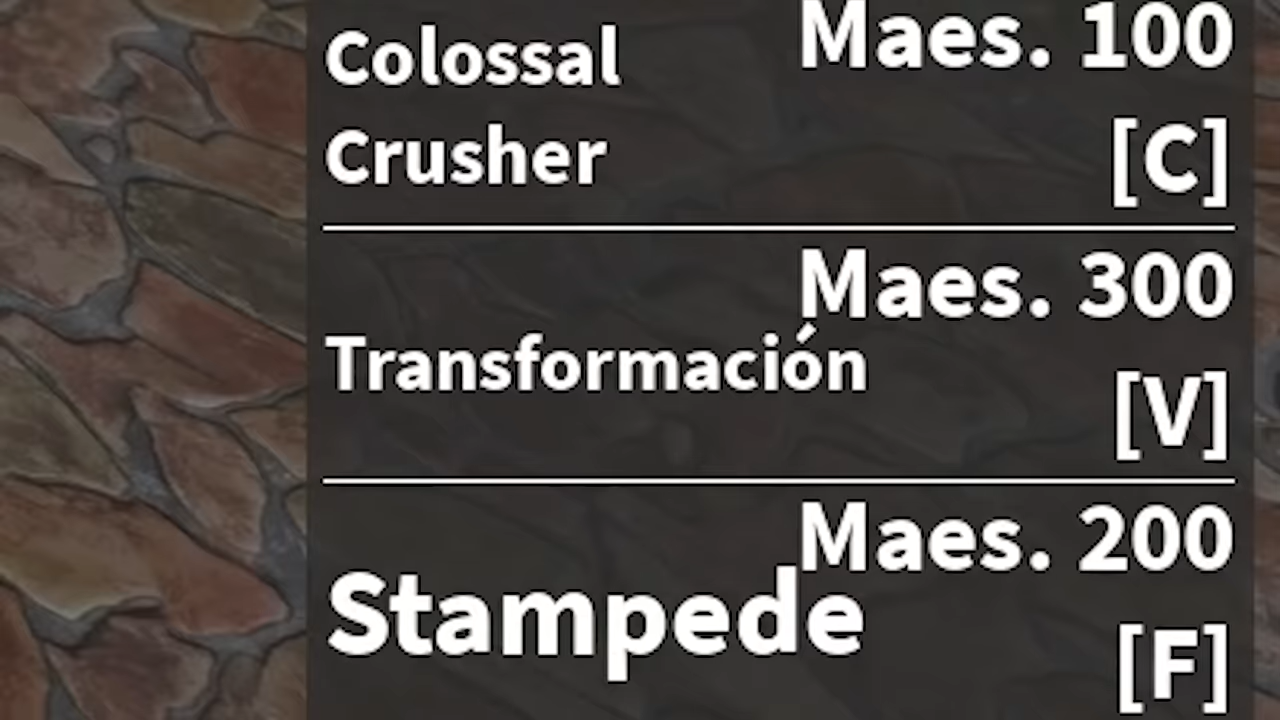 Colossal
Crusher
Maes. 100
[C]
Transformación
Maes. 300
[V]
Stampede
Maes. 200
[F]